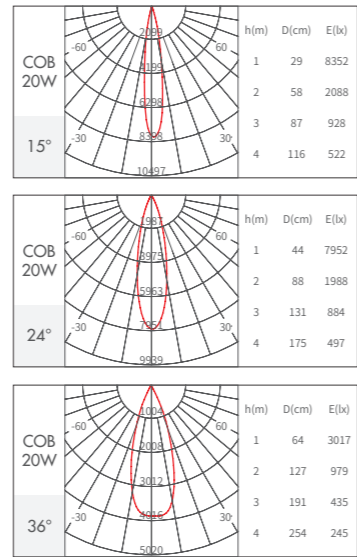 COB
20W
15°
-60
60
-30
30
2099
4199
6298
8398
10497
h(m) D(cm) E(lx)
1 29 8352
2 58 2088
3 87 928
4 116 522
COB
20W
24°
-60
60
-30
30
1987
3975
5963
7951
9939
h(m) D(cm) E(lx)
1 44 7952
2 88 1988
3 131 884
4 175 497
COB
20W
36°
-60
60
-30
30
1004
2008
3012
4016
5020
h(m) D(cm) E(lx)
1 64 3017
2 127 979
3 191 435
4 254 245